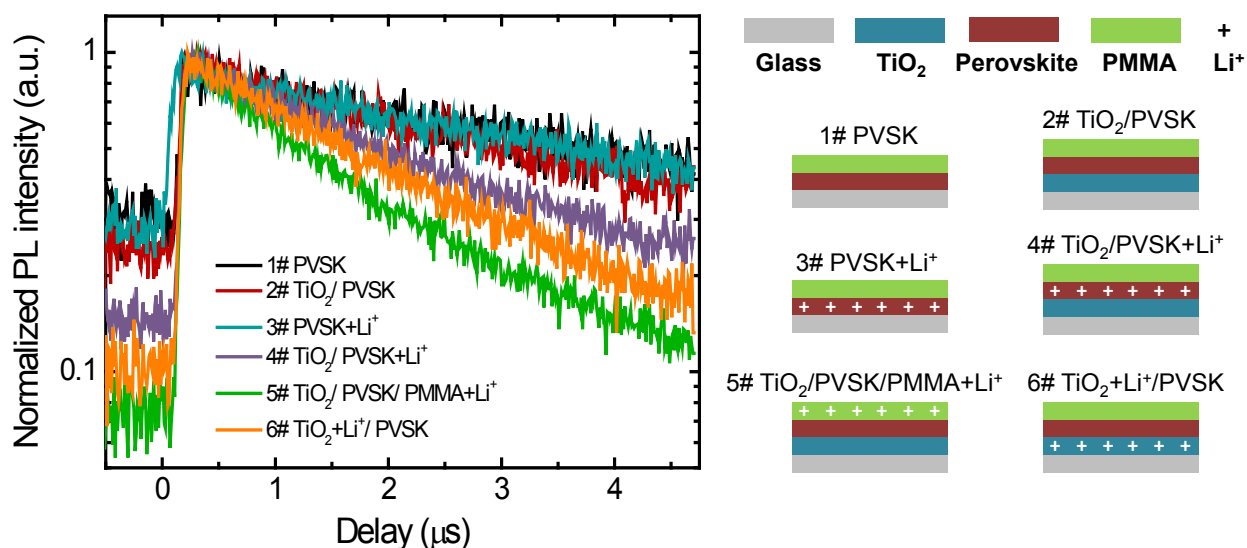 Normalized PL intensity (a.u.)
1
0.1
0
1
2
3
4
Delay (μs)
1# PVSK
2# TiO₂/ PVSK
3# PVSK+Li⁺
4# TiO₂/ PVSK+Li⁺
5# TiO₂/ PVSK/ PMMA+Li⁺
6# TiO₂+Li⁺/ PVSK
+
Glass TiO₂ Perovskite PMMA Li⁺
1# PVSK
2# TiO₂/PVSK
3# PVSK+Li⁺
+ + + + + +
4# TiO₂/PVSK+Li⁺
+ + + + + +
5# TiO₂/PVSK/PMMA+Li⁺
+ + + + + +
6# TiO₂+Li⁺/PVSK
+ + + + + +